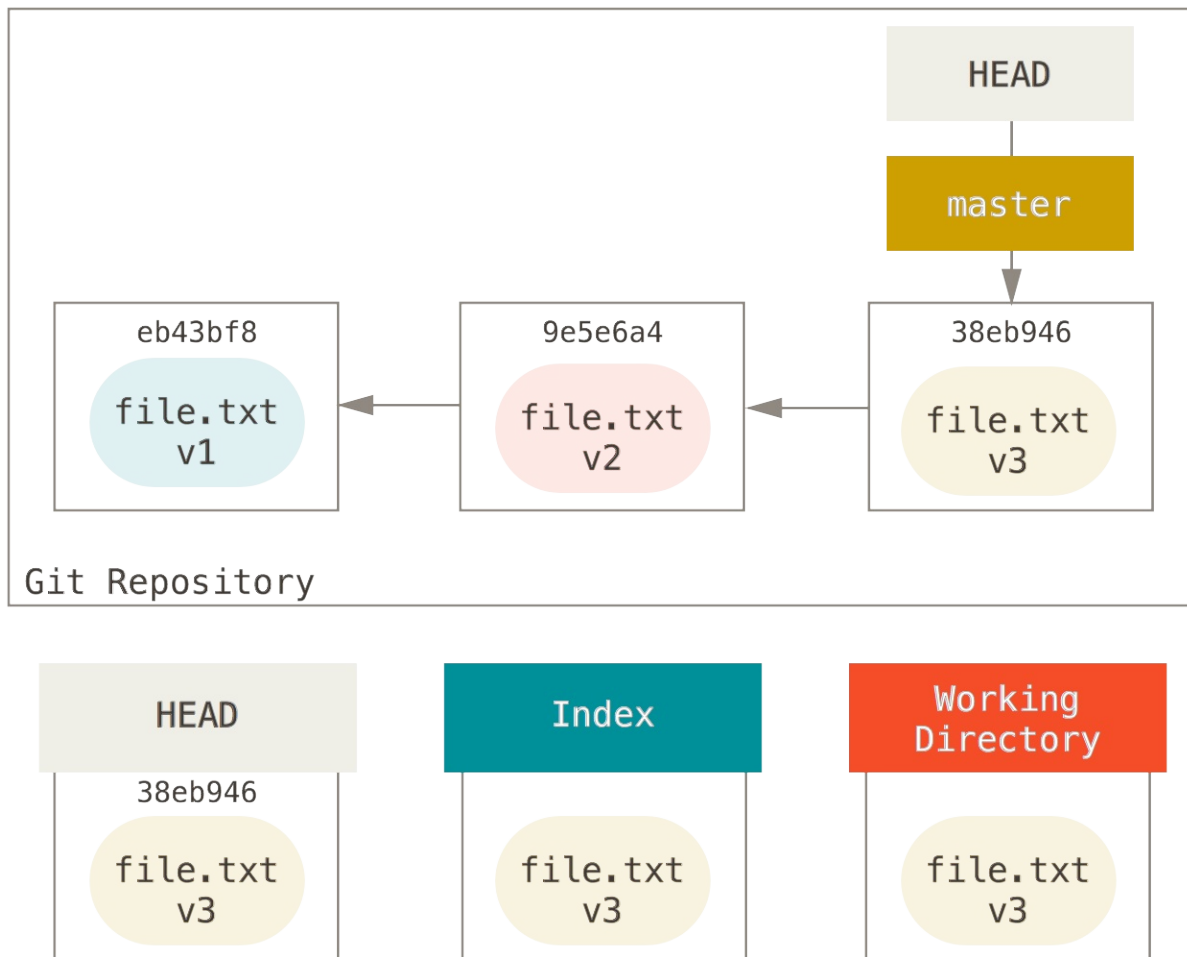 HEAD
master
eb43bf8
9e5e6a4
38eb946
file.txt
v1
file.txt
v2
file.txt
v3
Git Repository
HEAD
Index
Working
Directory
38eb946
file.txt
v3
file.txt
v3
file.txt
v3